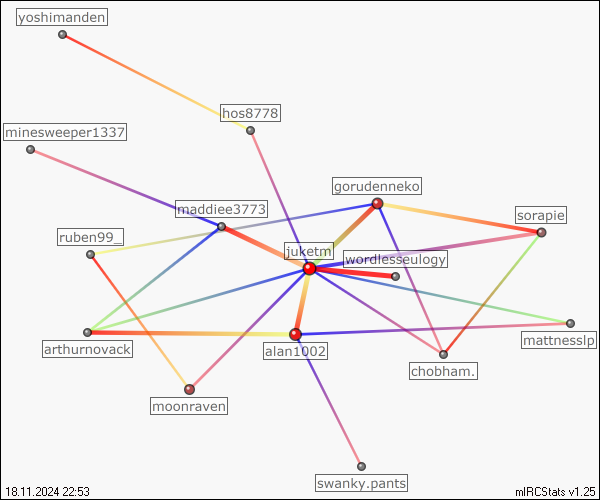 yoshimanden
hos8778
minesweeper1337
gorudenneko
maddiee3773
sorapie
ruben99_
juketm
wordlesseulogy
arthurnovack
alan1002
mattnesslp
chobham.
moonraven
swanky.pants
18.11.2024 22:53
mIRCStats v1.25